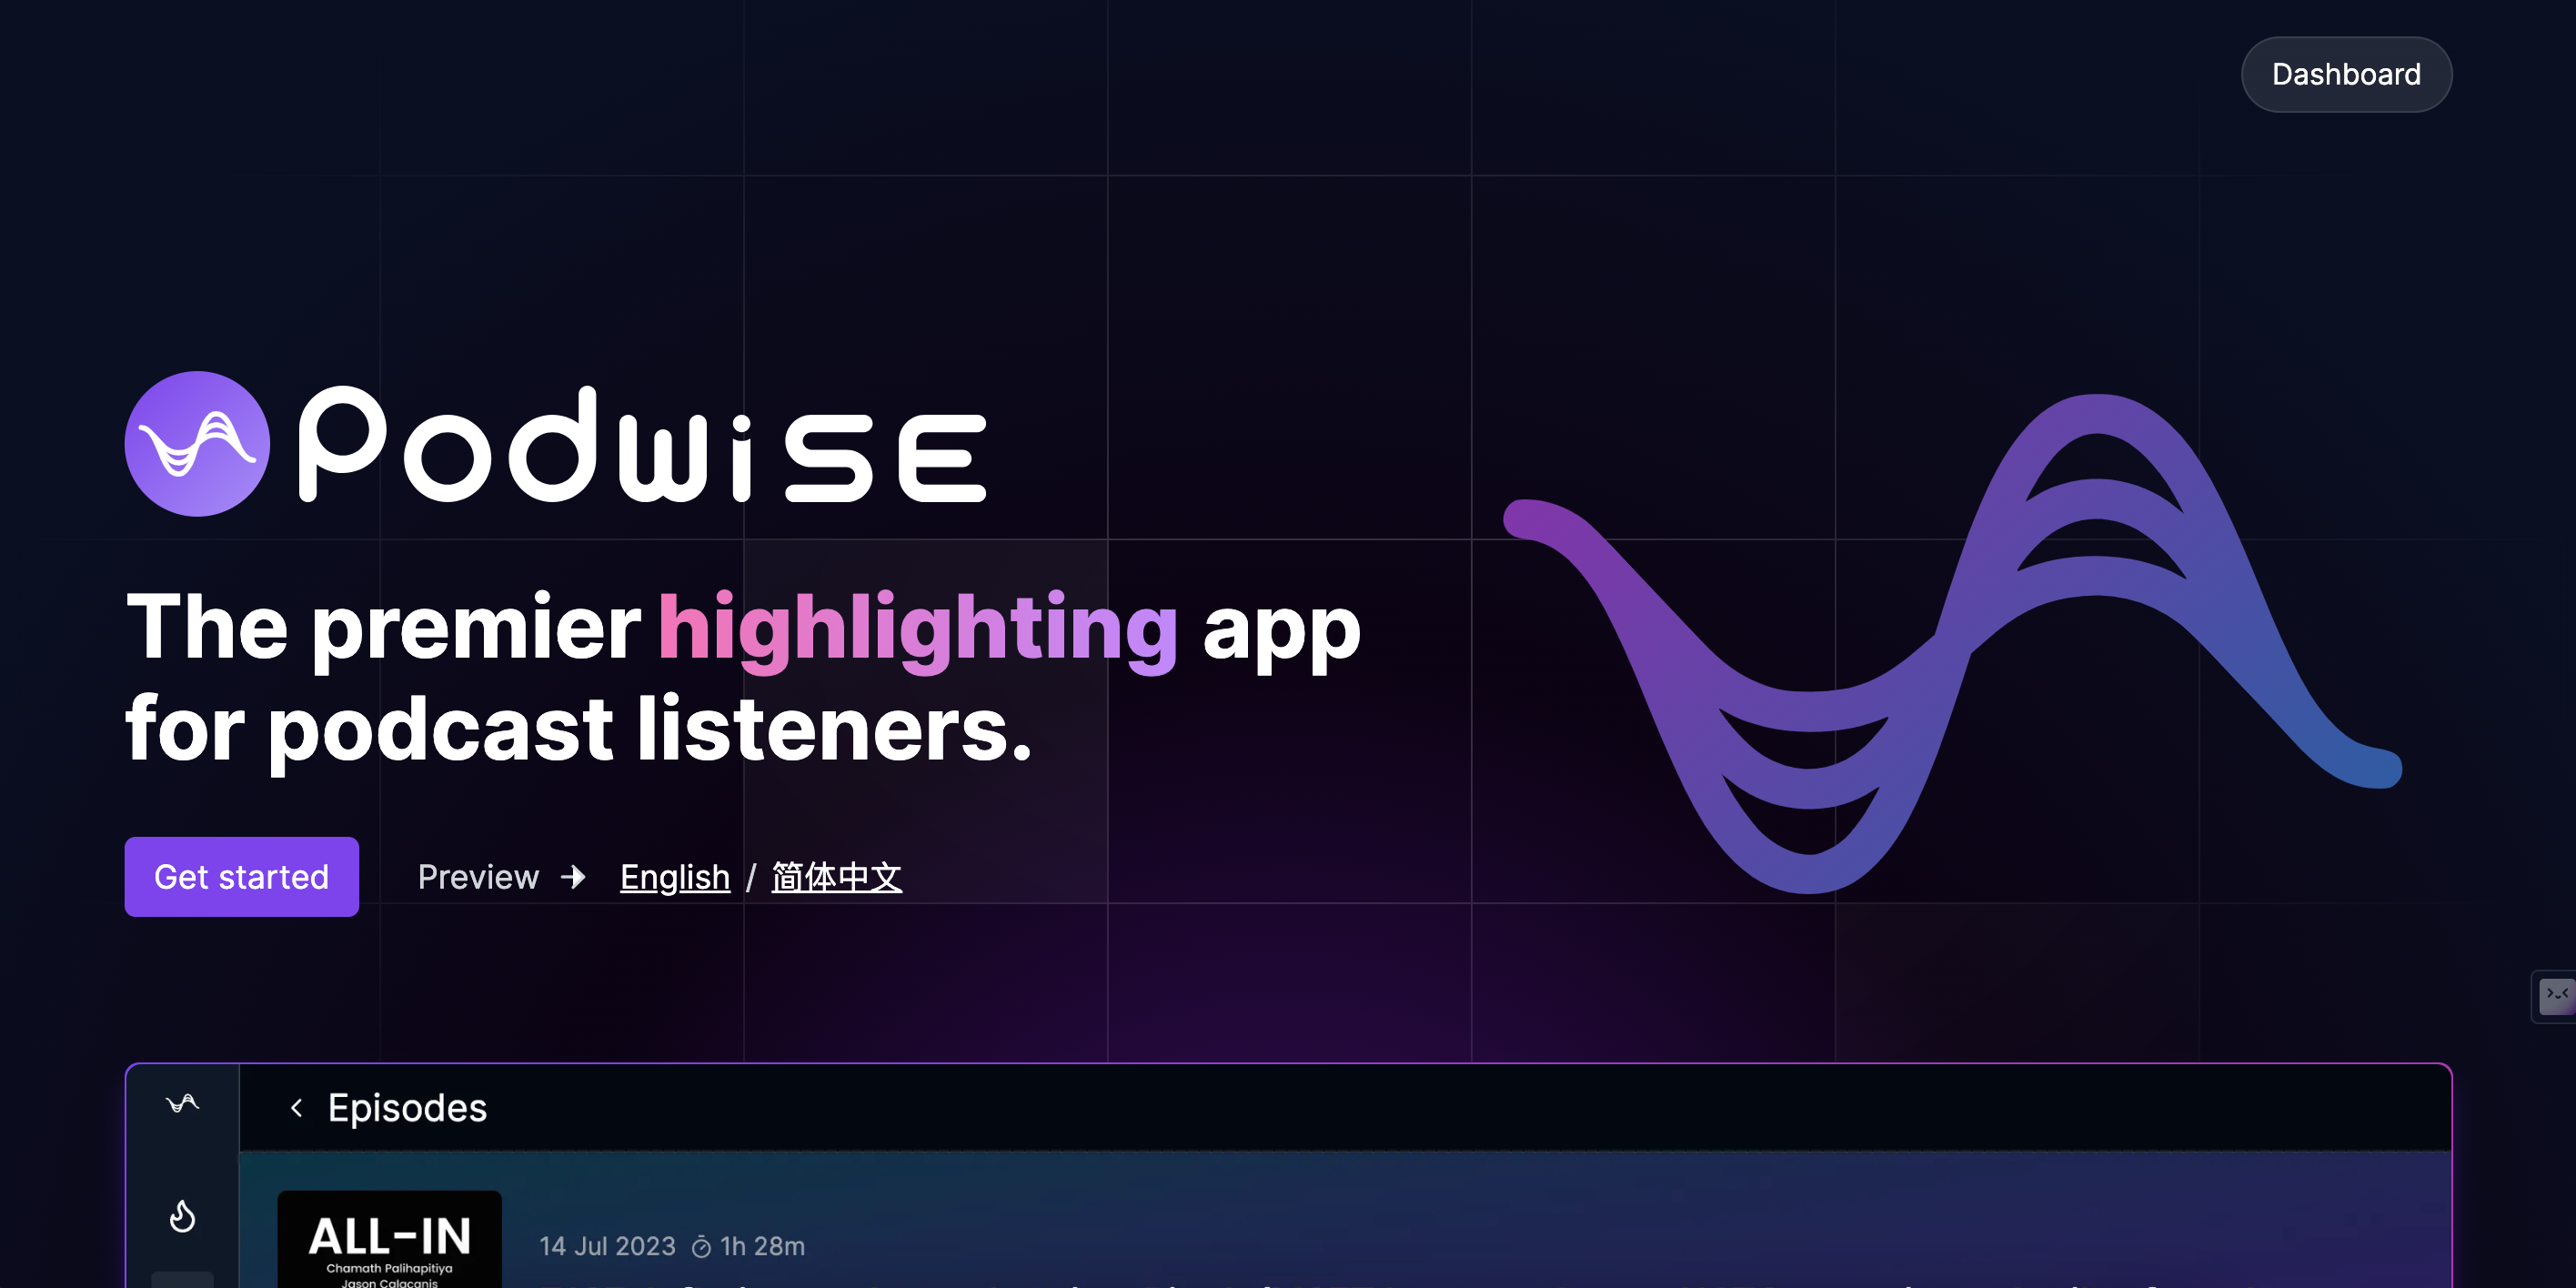 Dashboard
Podwise
The premier highlighting app
for podcast listeners.
Get started
Preview → English / 简体中文
Episodes
ALL-IN
Chamath Palihapitiya
Jason Calacanis
14 Jul 2023 1h 28m